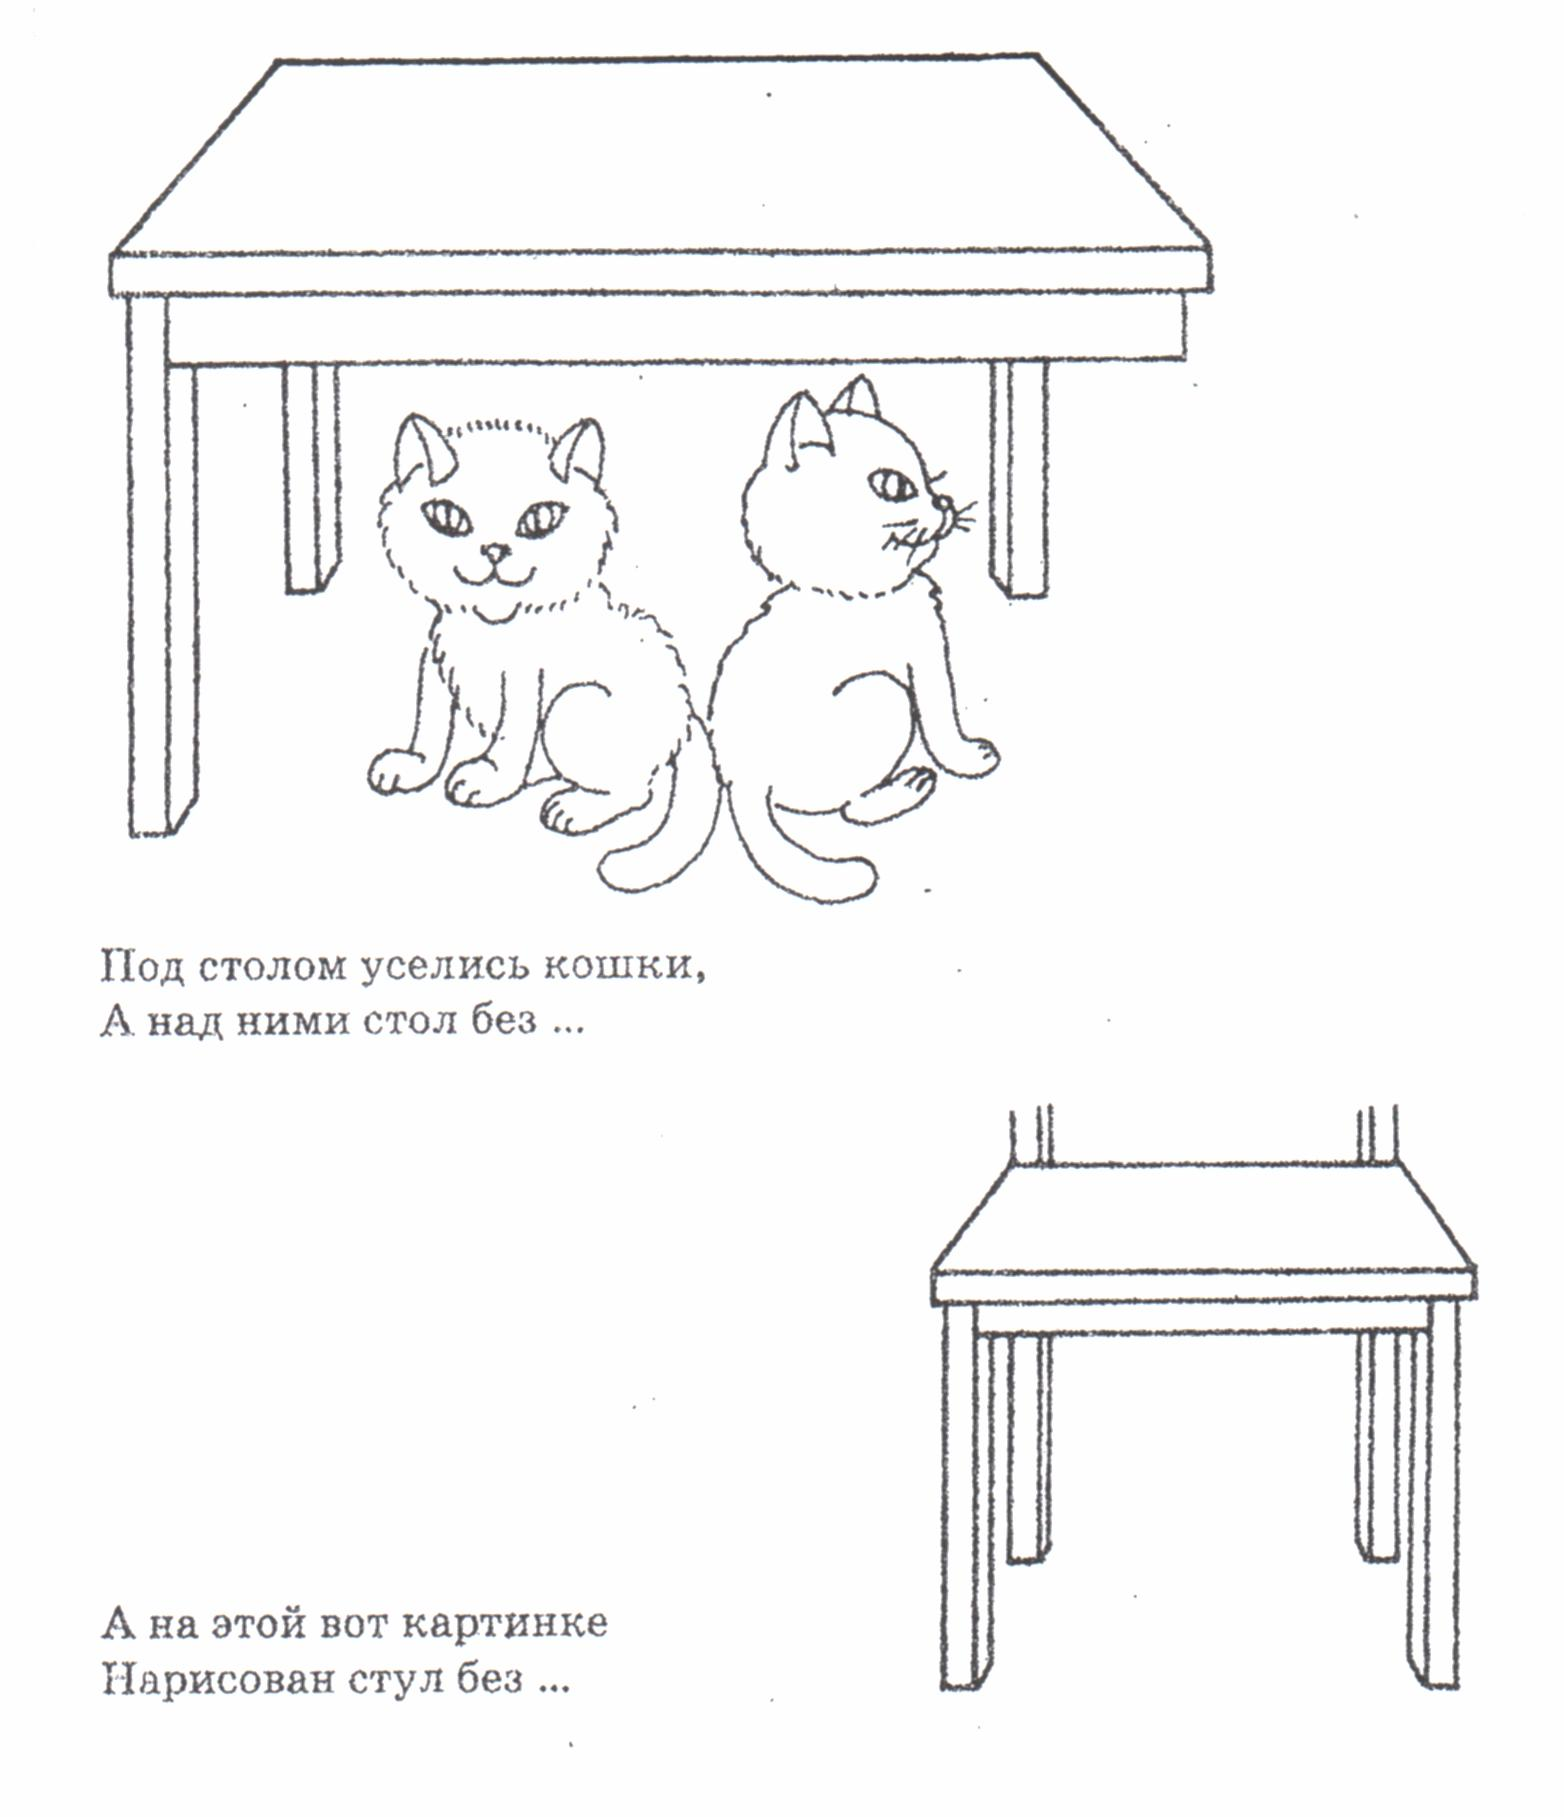 Под столом уселись кошки,
А над ними стол без ...
А на этой вот картинке
Нарисован стул без ...